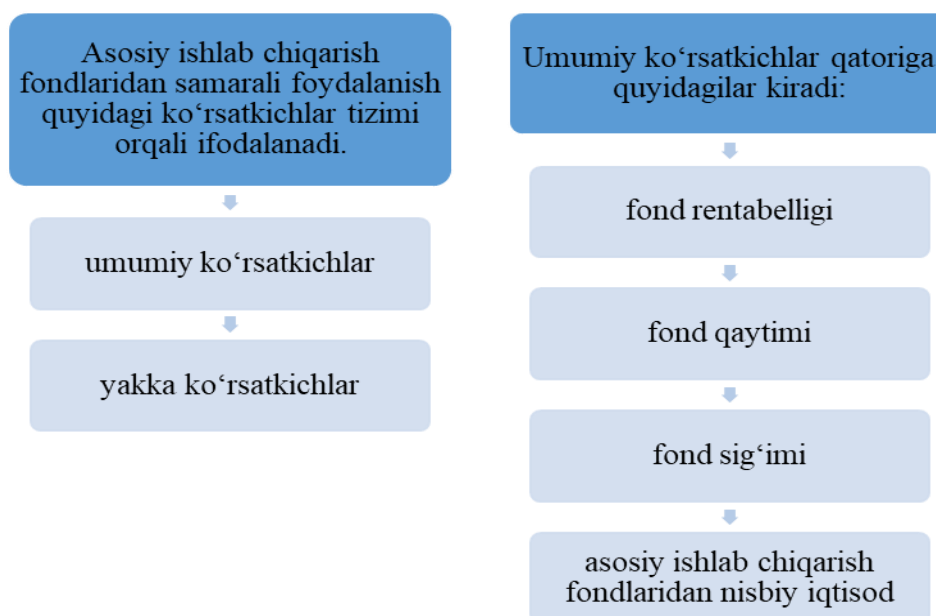 Asosiy ishlab chiqarish
fondlaridan samarali foydalanish
quyidagi ko‘rsatkichlar tizimi
orqali ifodalanadi.
umumiy ko‘rsatkichlar
yakka ko‘rsatkichlar
Umumiy ko‘rsatkichlar qatoriga
quyidagilar kiradi:
fond rentabelligi
fond qaytimi
fond sig‘imi
asosiy ishlab chiqarish
fondlaridan nisbiy iqtisod